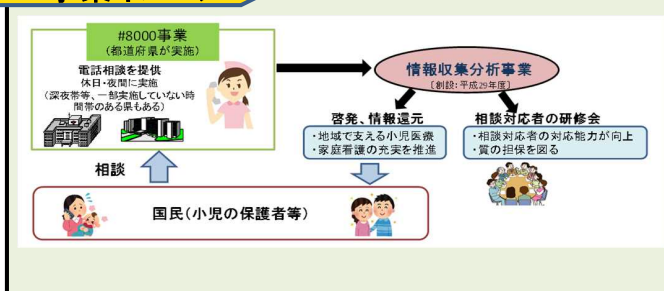 #8000事業
(都道府県が実施)
電話相談を提供
休日・夜間に実施
(深夜帯等、一部実施していない時
間帯のある県もある)
情報収集分析事業
〔創設:平成29年度〕
啓発、情報還元
・地域で支える小児医療
・家庭看護の充実を推進
相談対応者の研修会
・相談対応者の対応能力が向上
・質の担保を図る
相談
国民(小児の保護者等)